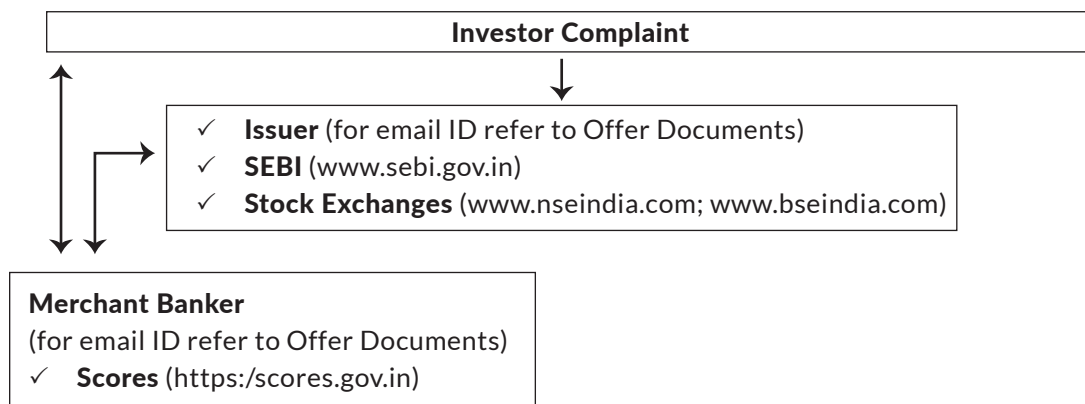 Investor Complaint
✓ Issuer (for email ID refer to Offer Documents)
✓ SEBI (www.sebi.gov.in)
✓ Stock Exchanges (www.nseindia.com; www.bseindia.com)
Merchant Banker
(for email ID refer to Offer Documents)
✓ Scores (https:/scores.gov.in)